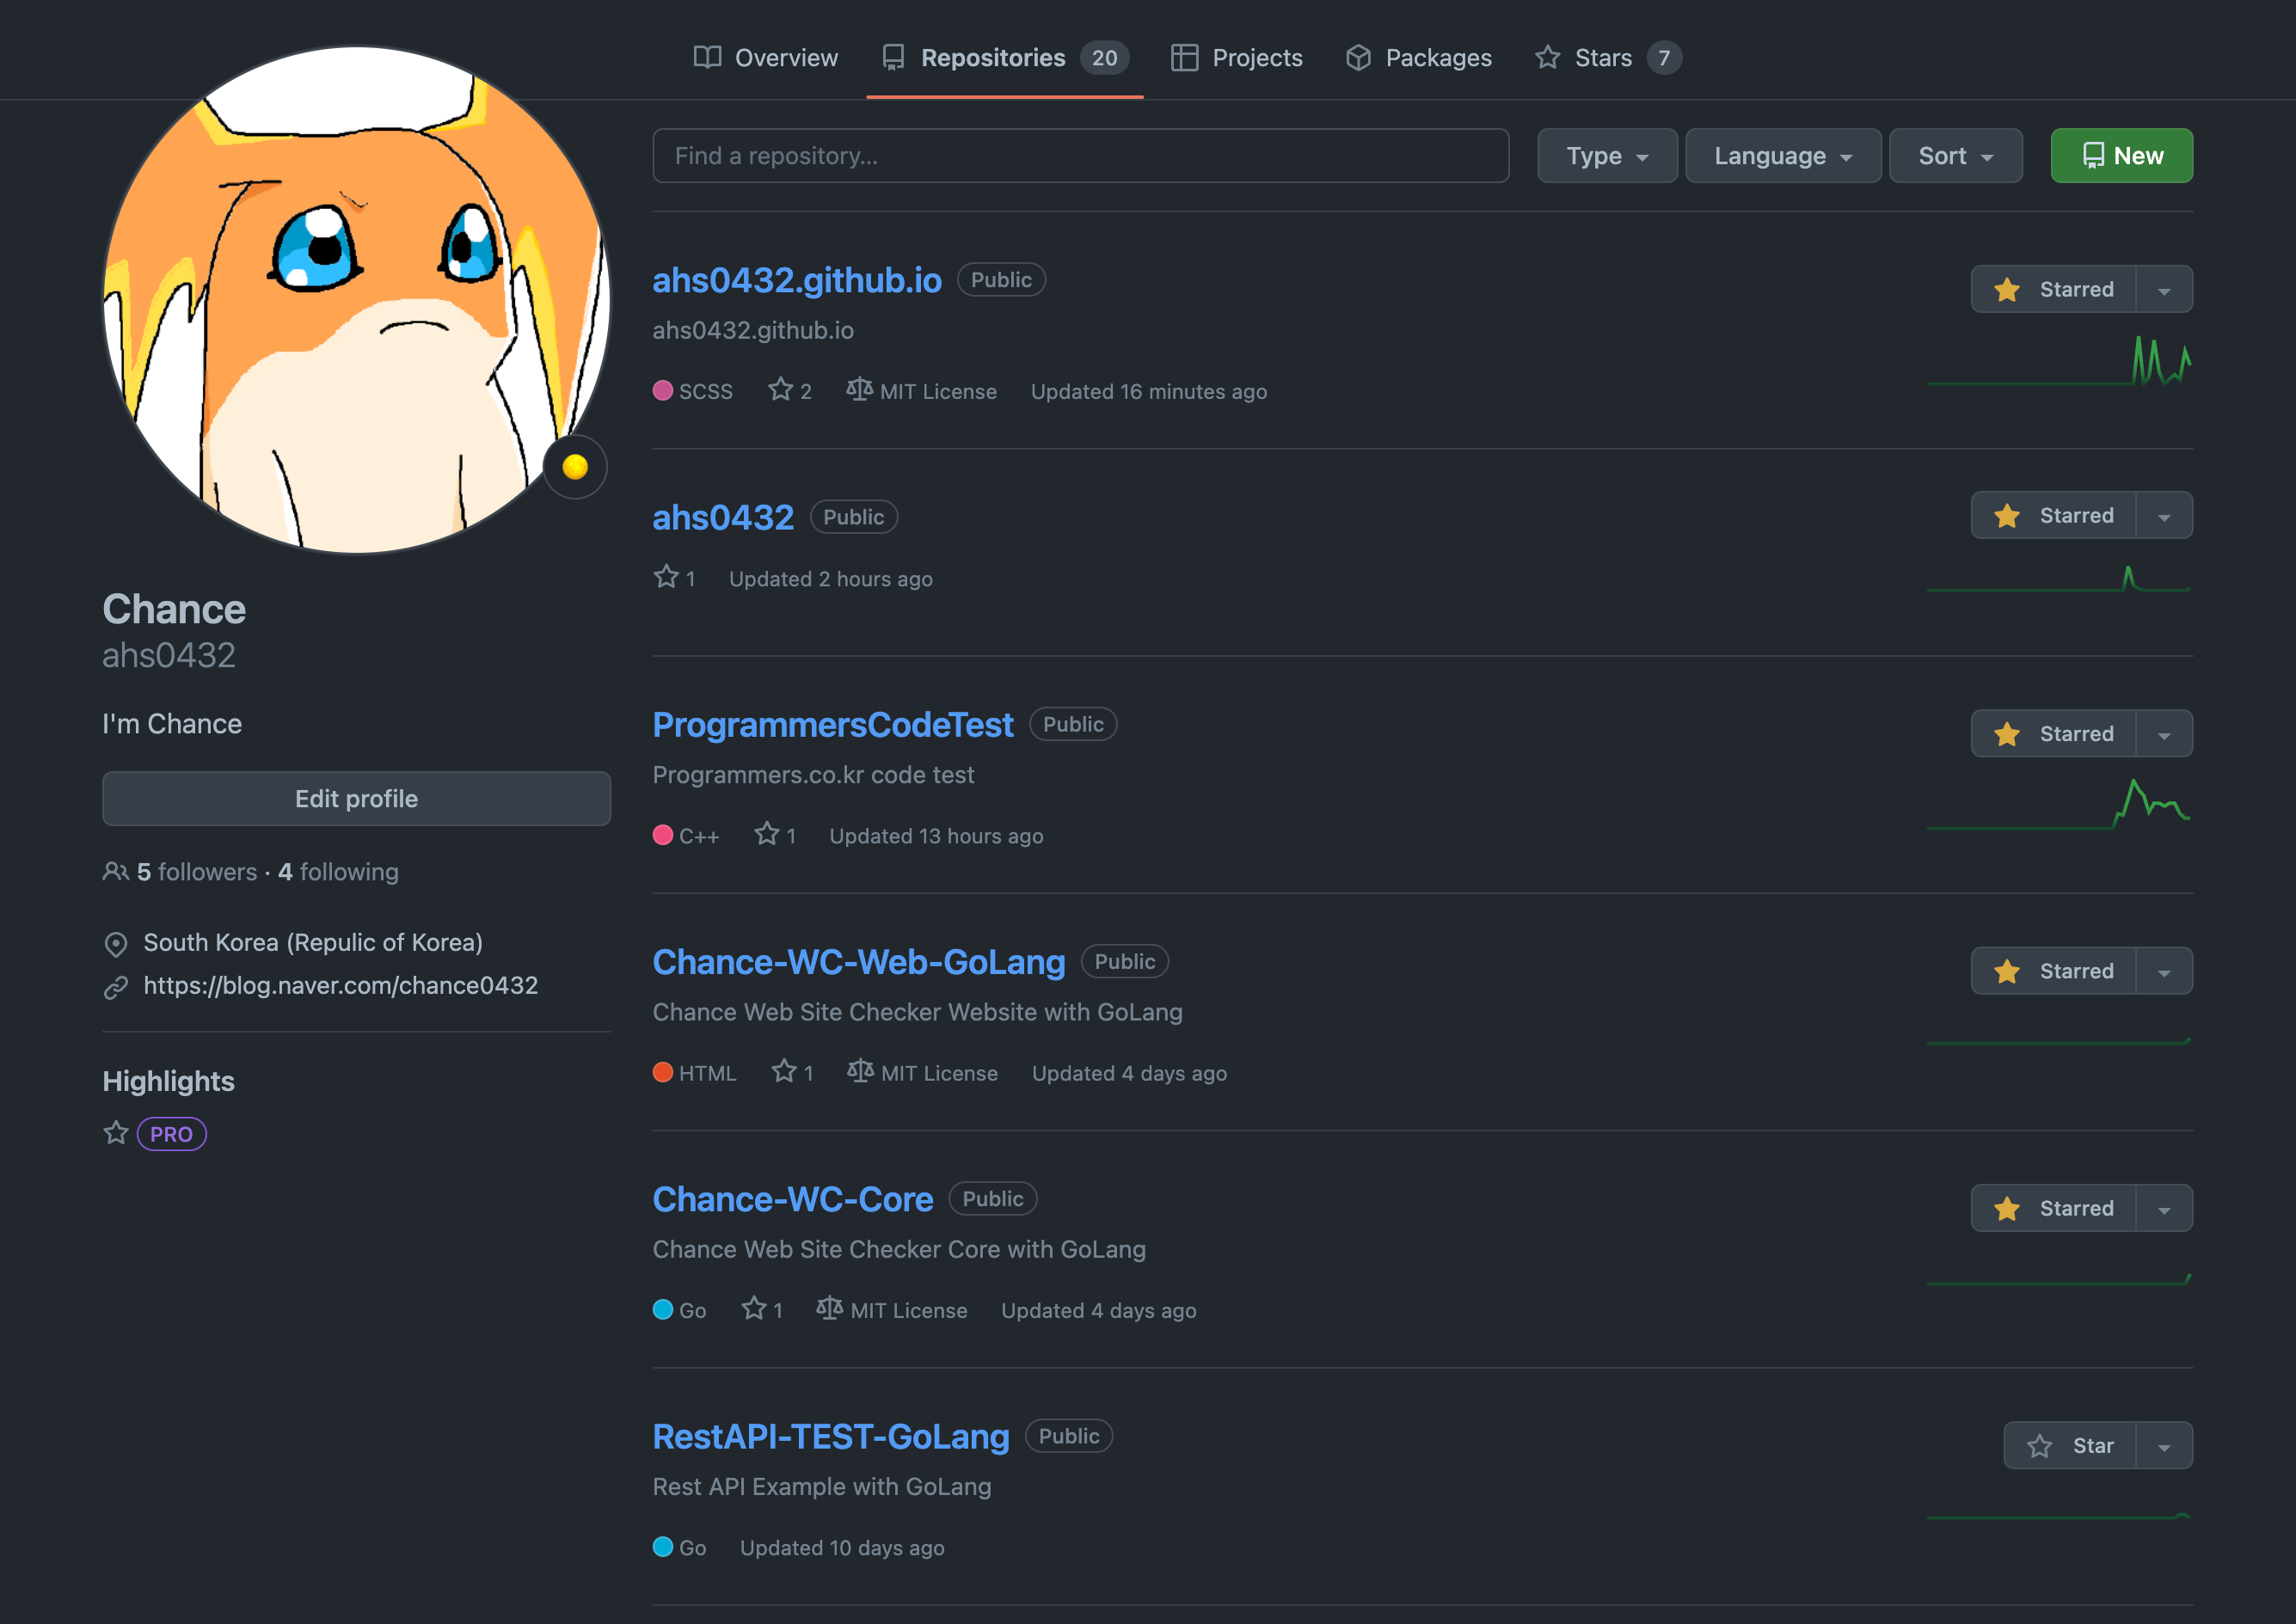 Overview Repositories 20 Projects Packages Stars 7
Find a repository... Type Language Sort New
Chance
ahs0432
I'm Chance
Edit profile
5 followers · 4 following
South Korea (Repulic of Korea)
https://blog.naver.com/chance0432
Highlights
PRO
ahs0432.github.io Public Starred
ahs0432.github.io
SCSS 2 MIT License Updated 16 minutes ago
ahs0432 Public Starred
1 Updated 2 hours ago
ProgrammersCodeTest Public Starred
Programmers.co.kr code test
C++ 1 Updated 13 hours ago
Chance-WC-Web-GoLang Public Starred
Chance Web Site Checker Website with GoLang
HTML 1 MIT License Updated 4 days ago
Chance-WC-Core Public Starred
Chance Web Site Checker Core with GoLang
Go 1 MIT License Updated 4 days ago
RestAPI-TEST-GoLang Public Star
Rest API Example with GoLang
Go Updated 10 days ago